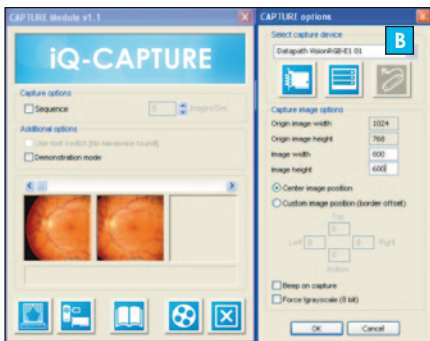 CAPTURE Module v1.1
iQ-CAPTURE
Capture options
Sequence
5 images/Sec.
Additional options
Use foot switch [No hardware found]
Demonstration mode
CAPTURE options
B
Select capture device
Datapath VisionRGB-E1 01
Capture image options
Origin image width 1024
Origin image height 768
Image width 800
Image height 600
Center image position
Custom image position (border offset)
Top
0
Left 0 0 Right
0
Bottom
Beep on capture
Force grayscale (8 bit)
OK Cancel